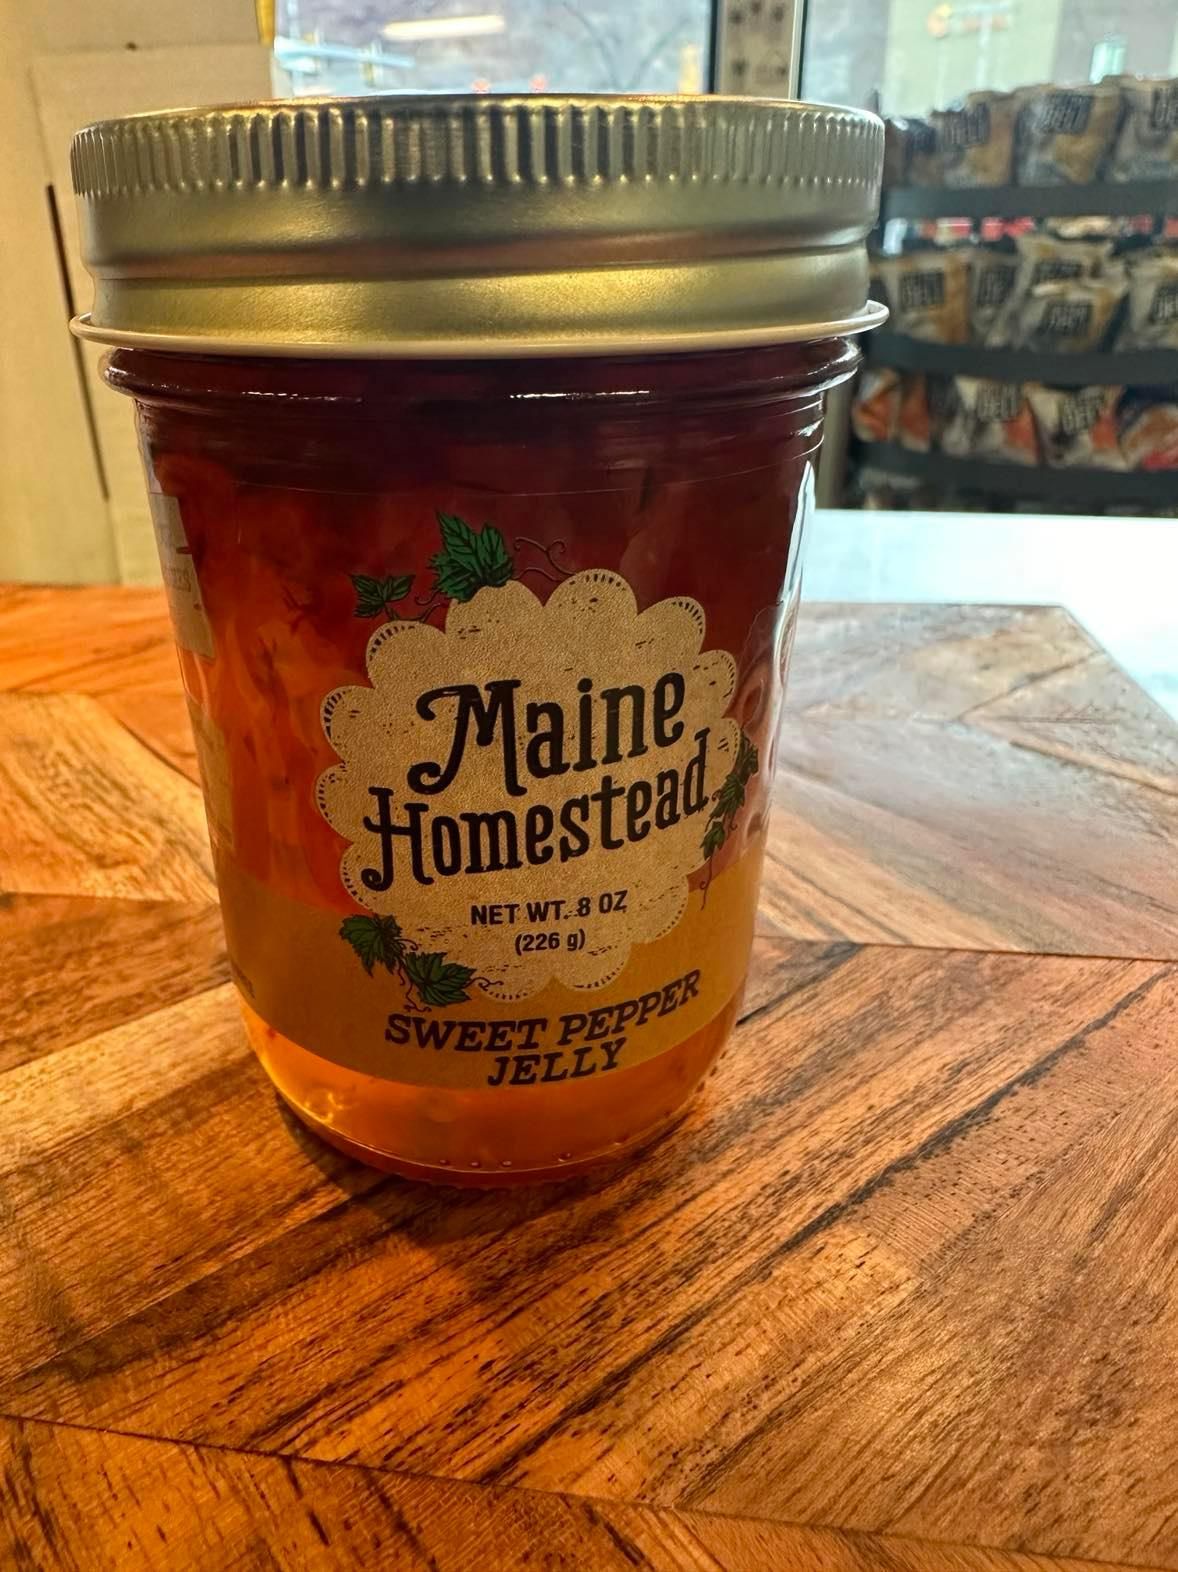 Maine
Homestead
NET WT. 8 OZ
(226 g)
SWEET PEPPER
JELLY